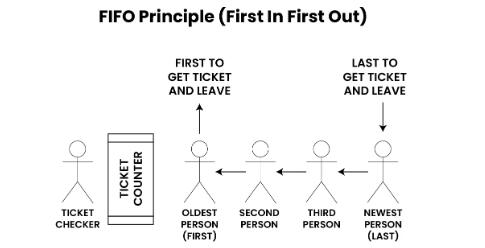 FIFO Principle (First In First Out)
FIRST TO
GET TICKET
AND LEAVE
LAST TO
GET TICKET
AND LEAVE
TICKET
COUNTER
TICKET
CHECKER
OLDEST
PERSON
(FIRST)
SECOND
PERSON
THIRD
PERSON
NEWEST
PERSON
(LAST)